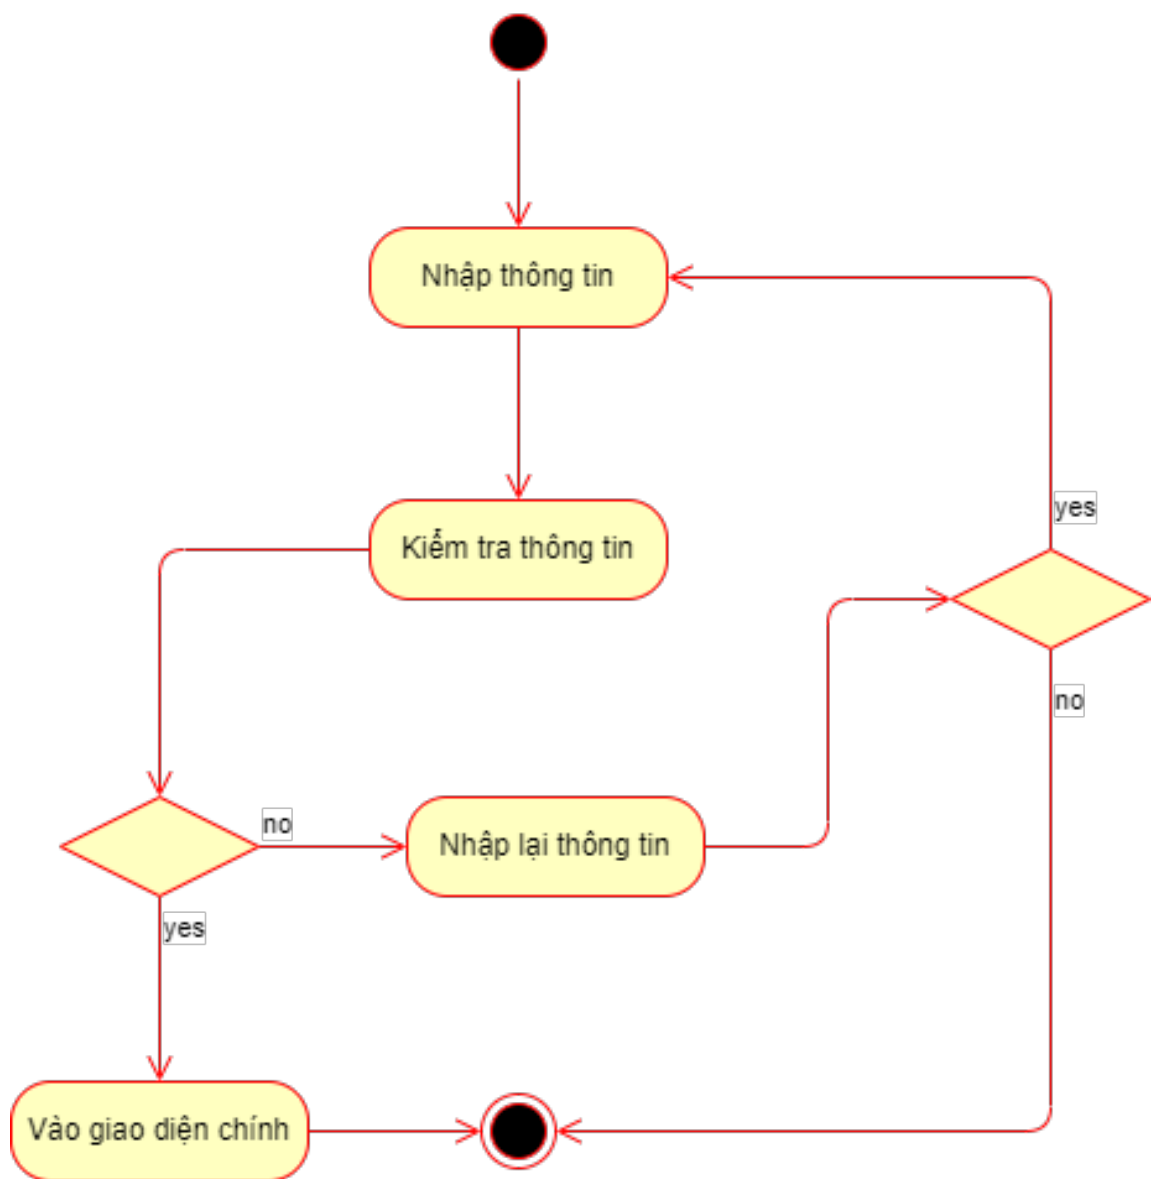 Nhập thông tin
yes
Kiểm tra thông tin
no
no
Nhập lại thông tin
yes
Vào giao diện chính